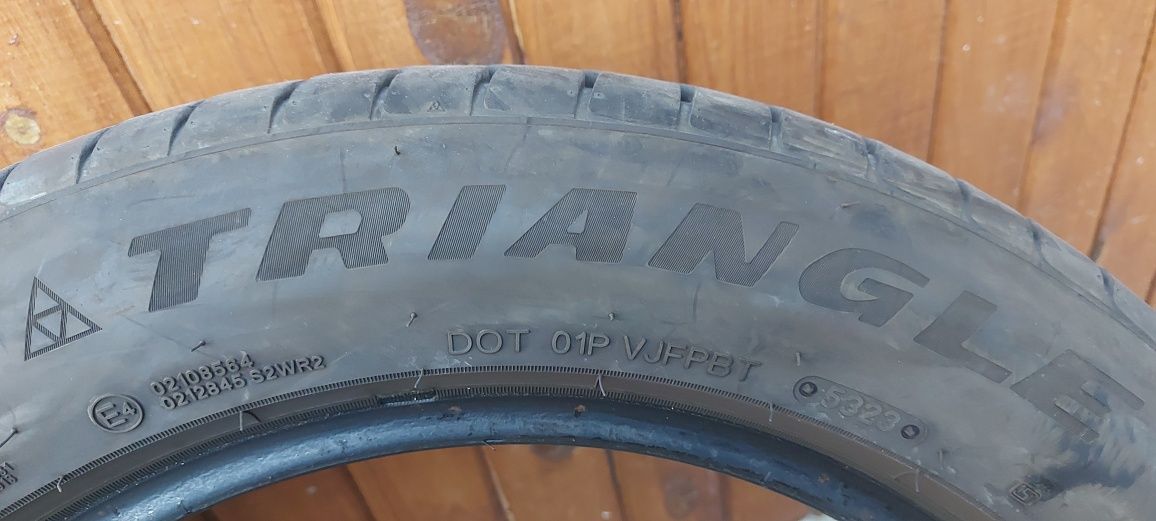 TRIANGLE
DOT 01P VJFPBT
5323
E4
02108564
0212845 S2WR2